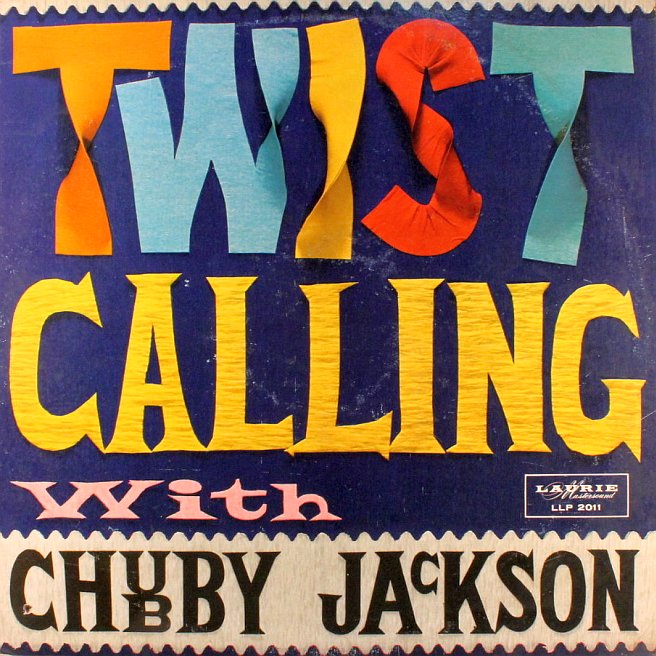 TWIST
CALLING
With
LAURIE
Mastersound
LLP 2011
CHUBBY JACKSON